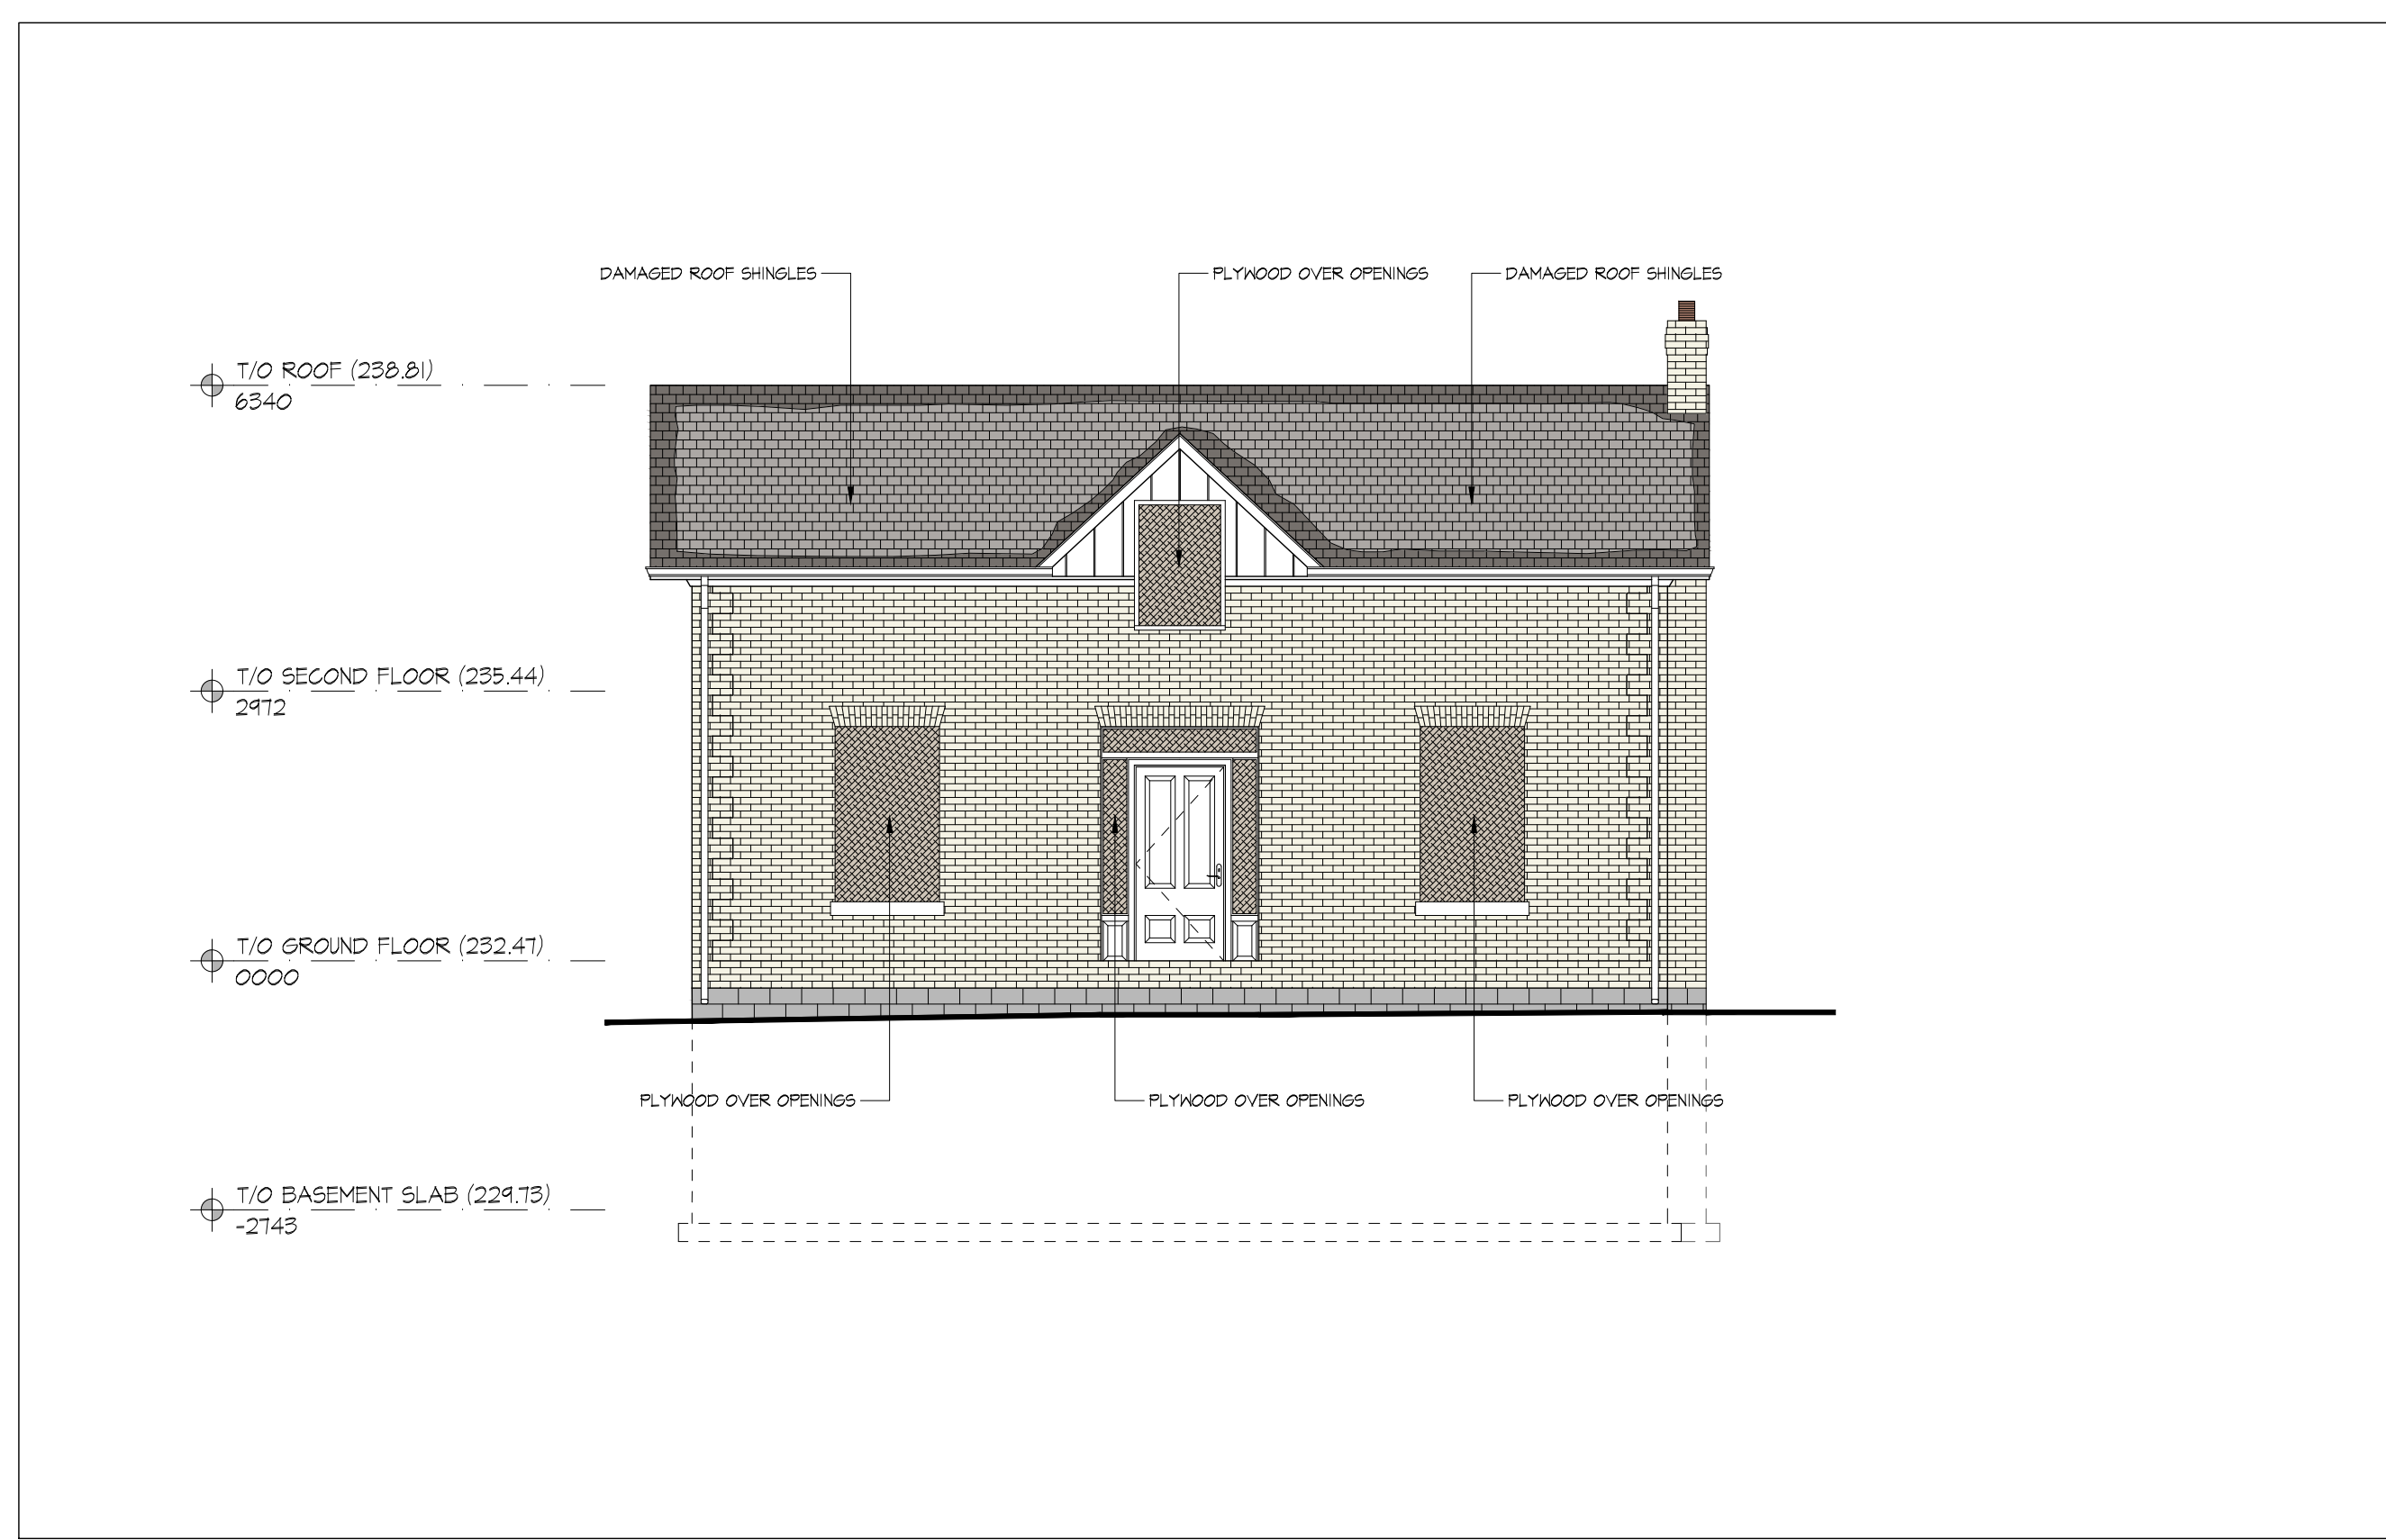 DAMAGED ROOF SHINGLES
PLYWOOD OVER OPENINGS
DAMAGED ROOF SHINGLES
T/O ROOF (238.81)
6340
T/O SECOND FLOOR (235.44)
2972
T/O GROUND FLOOR (232.47)
0000
PLYWOOD OVER OPENINGS
PLYWOOD OVER OPENINGS
PLYWOOD OVER OPENINGS
T/O BASEMENT SLAB (229.73)
-2743